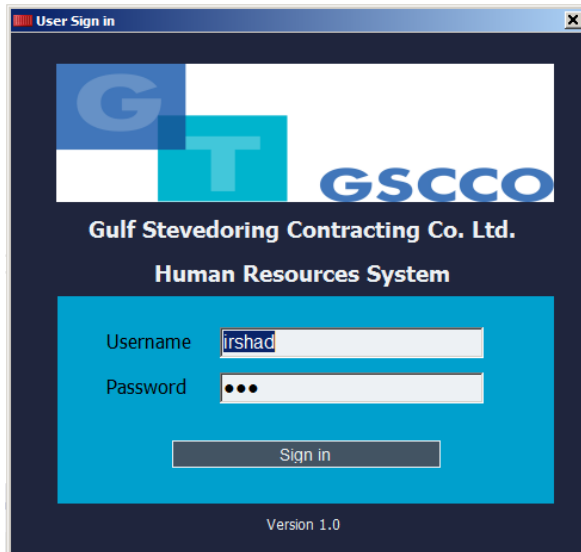 User Sign in
G
T
GSCCO
Gulf Stevedoring Contracting Co. Ltd.
Human Resources System
Username irshad
Password ●●●
Sign in
Version 1.0